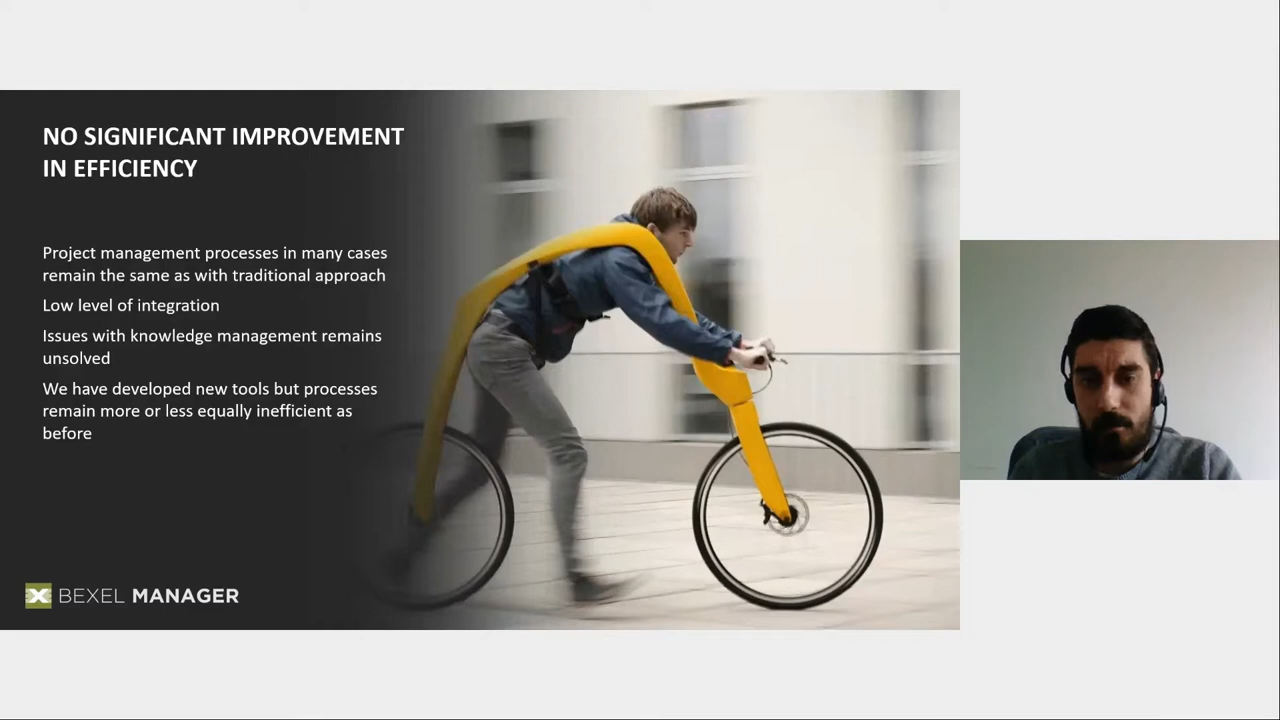 NO SIGNIFICANT IMPROVEMENT
IN EFFICIENCY
Project management processes in many cases
remain the same as with traditional approach
Low level of integration
Issues with knowledge management remains
unsolved
We have developed new tools but processes
remain more or less equally inefficient as
before
BEXEL MANAGER